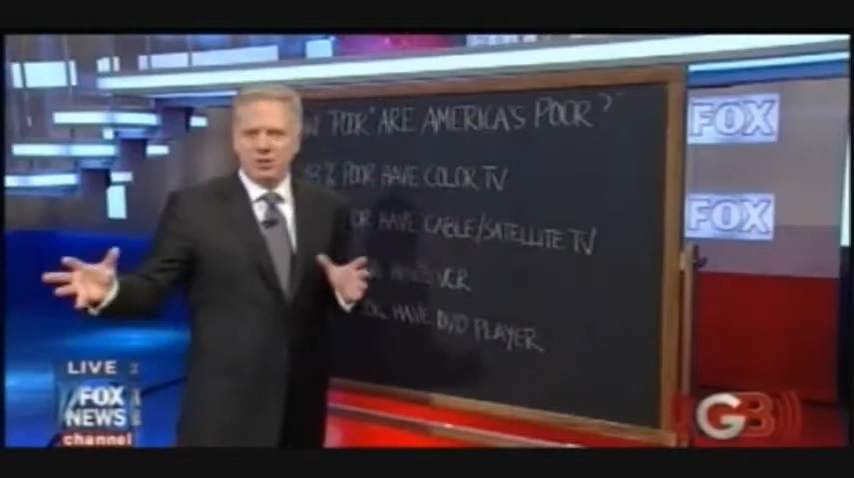 "POOR" ARE AMERICA'S POOR?
% POOR HAVE COLOR TV
HAVE CABLE/SATELLITE TV
VCR
HAVE DVD PLAYER
FOX
FOX
LIVE
FOX
NEWS
channel
GB